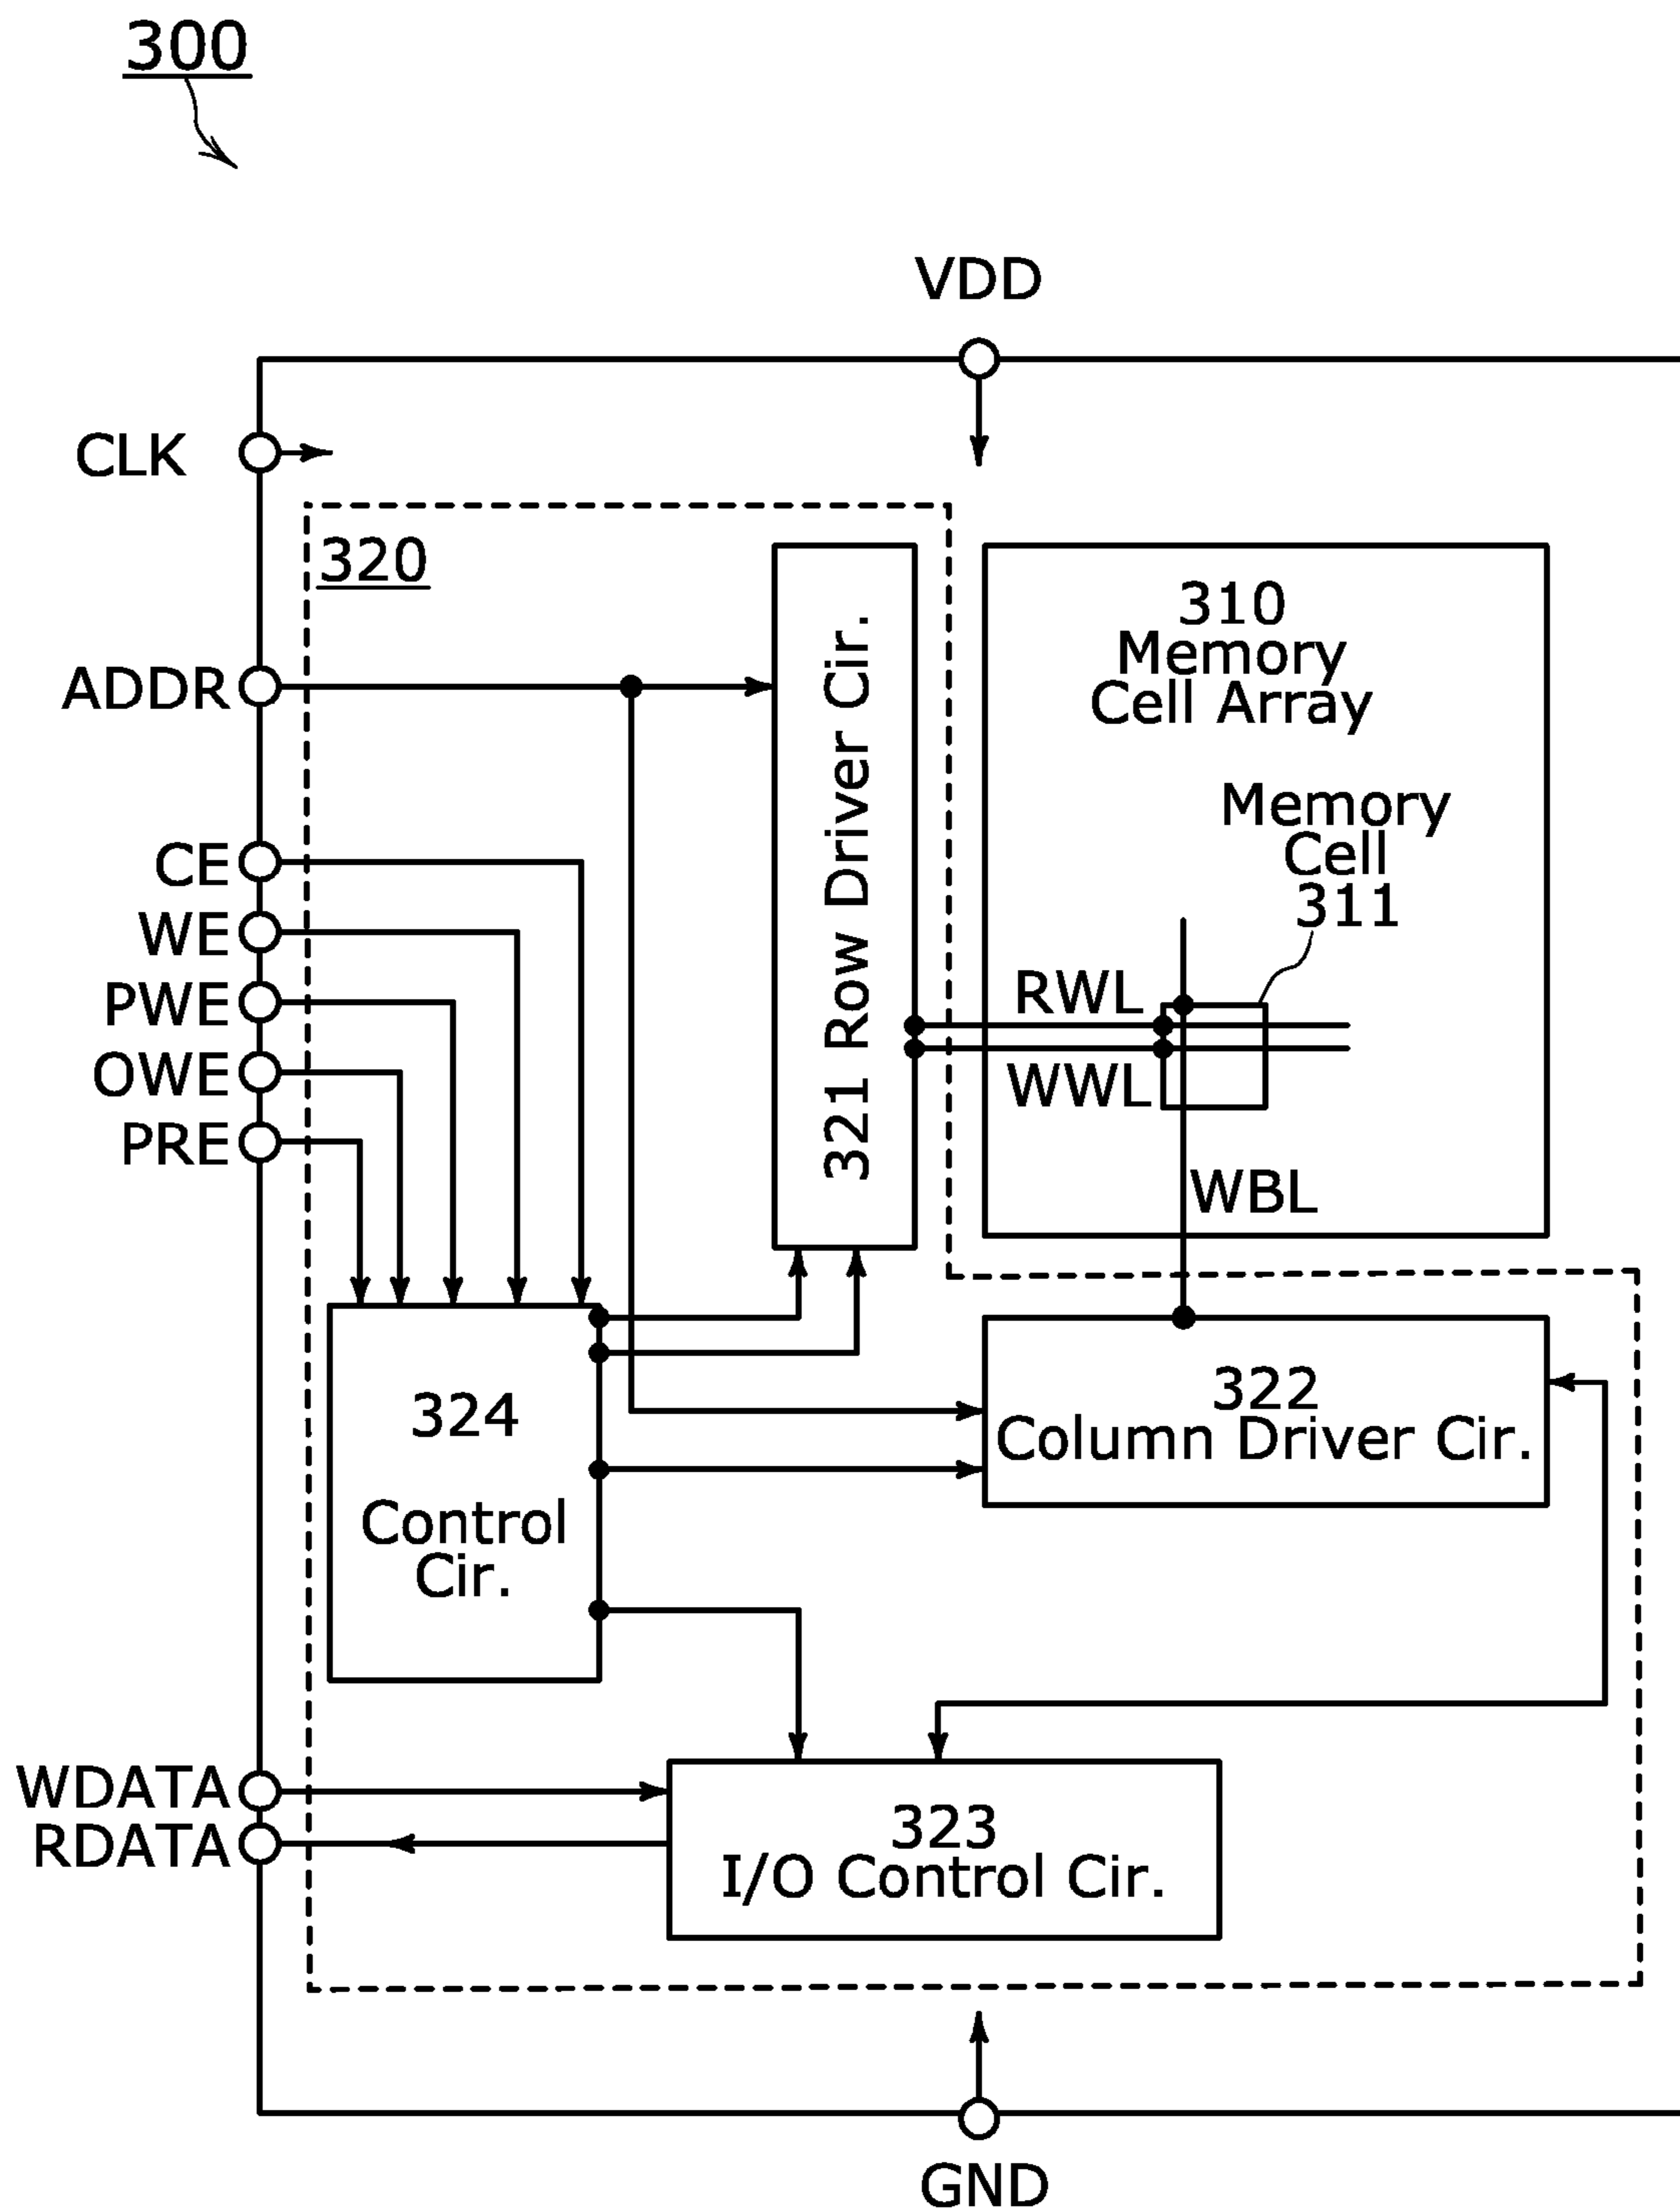 300
VDD
CLK
320
310
Memory
Cell Array
ADDR
321 Row Driver Cir.
Memory
Cell
311
CE
WE
PWE
OWE
PRE
RWL
WWL
WBL
324
Control
Cir.
322
Column Driver Cir.
WDATA
RDATA
323
I/O Control Cir.
GND